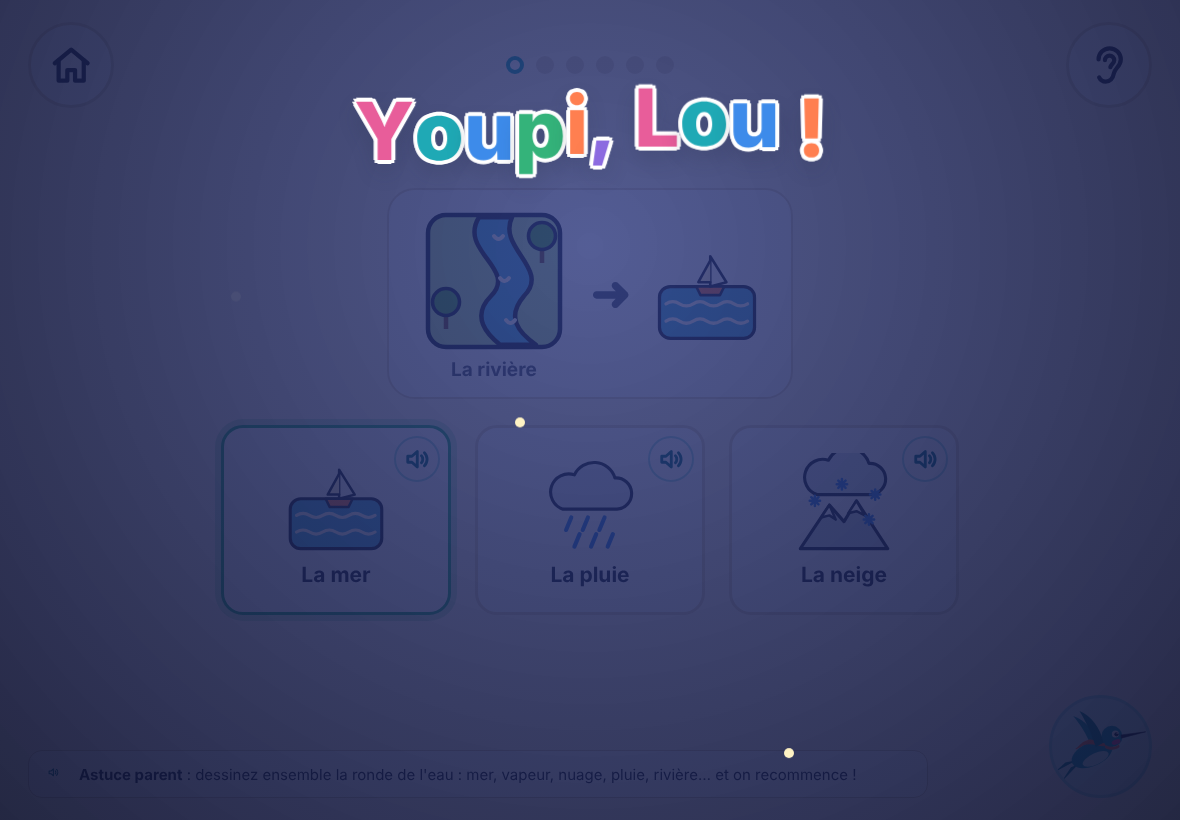 Youpi, Lou !
La rivière
La mer
La pluie
La neige
Astuce parent : dessinez ensemble la ronde de l'eau : mer, vapeur, nuage, pluie, rivière... et on recommence !